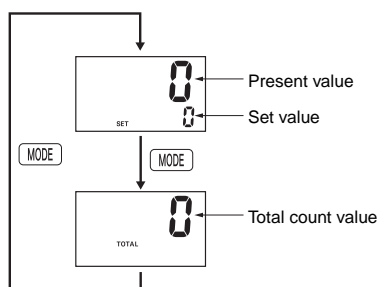 0
Present value
SET 0
Set value
MODE
MODE
0
Total count value
TOTAL